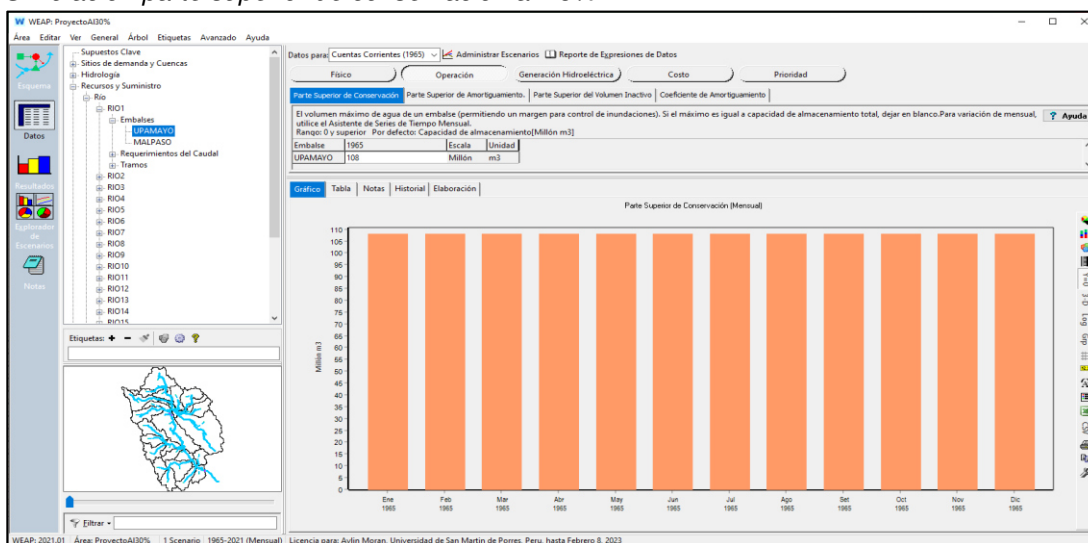 WEAP: ProyectoAI30%
Área Editar Ver General Árbol Etiquetas Avanzado Ayuda
Esquema
Datos
Resultados
Explorador de Escenarios
Notas
Supuestos Clave
Sitios de demanda y Cuencas
Hidrología
Recursos y Suministro
Río
RIO1
Embalses
UPAMAYO
MALPASO
Requerimientos del Caudal
Tramos
RIO2
RIO3
RIO4
RIO5
RIO6
RIO7
RIO8
RIO9
RIO10
RIO11
RIO12
RIO13
RIO14
RIO15
Etiquetas:
Filtrar
Datos para: Cuentas Corrientes (1965) Administrar Escenarios Reporte de Expresiones de Datos
Físico Operación Generación Hidroeléctrica Costo Prioridad
Parte Superior de Conservación Parte Superior de Amortiguamiento. Parte Superior del Volumen Inactivo Coeficiente de Amortiguamiento
El volumen máximo de agua de un embalse (permitiendo un margen para control de inundaciones). Si el máximo es igual a capacidad de almacenamiento total, dejar en blanco.Para variación de mensual,
utilice el Asistente de Series de Tiempo Mensual.
Rango: 0 y superior Por defecto: Capacidad de almacenamiento[Millón m3]
Ayuda
Embalse 1965 Escala Unidad
UPAMAYO 108 Millón m3
Gráfico Tabla Notas Historial Elaboración
Parte Superior de Conservación (Mensual)
Millón m3
110
105
100
95
90
85
80
75
70
65
60
55
50
45
40
35
30
25
20
15
10
5
0
Ene Feb Mar Abr May Jun Jul Ago Set Oct Nov Dic
1965 1965 1965 1965 1965 1965 1965 1965 1965 1965 1965 1965
Y=0
3-D
Log
Grp
WEAP: 2021.01 Área: ProyectoAI30% 1 Scenario 1965-2021 (Mensual) Licencia para: Aylin Moran, Universidad de San Martin de Porres, Peru, hasta Febrero 8, 2023